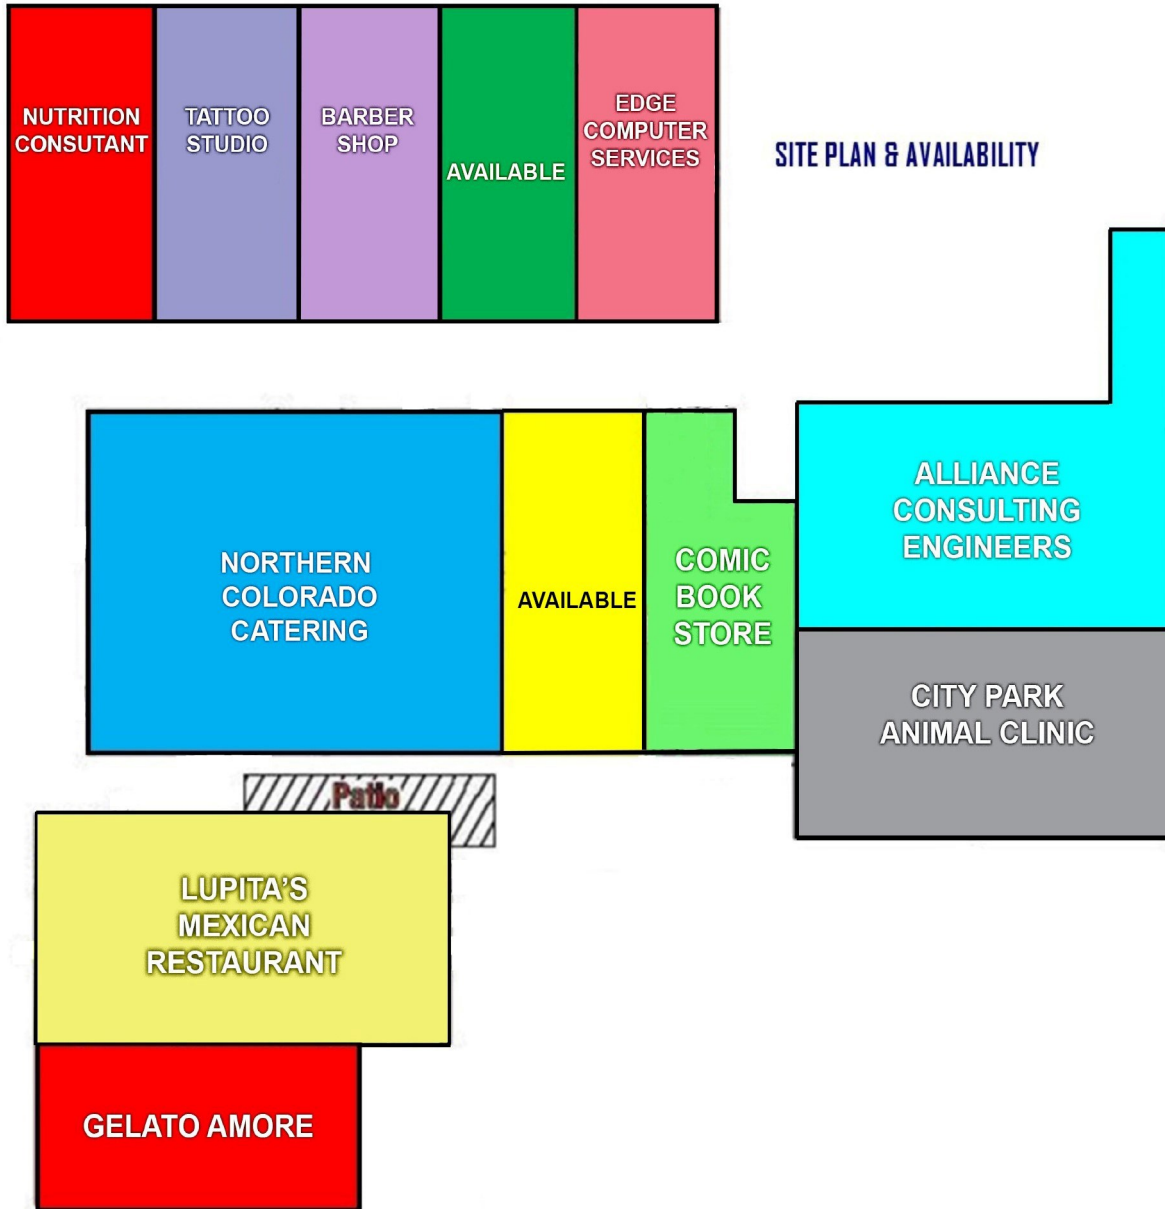 NUTRITION
CONSUTANT
TATTOO
STUDIO
BARBER
SHOP
AVAILABLE
EDGE
COMPUTER
SERVICES
SITE PLAN & AVAILABILITY
NORTHERN
COLORADO
CATERING
AVAILABLE
COMIC
BOOK
STORE
ALLIANCE
CONSULTING
ENGINEERS
CITY PARK
ANIMAL CLINIC
Patio
LUPITA'S
MEXICAN
RESTAURANT
GELATO AMORE